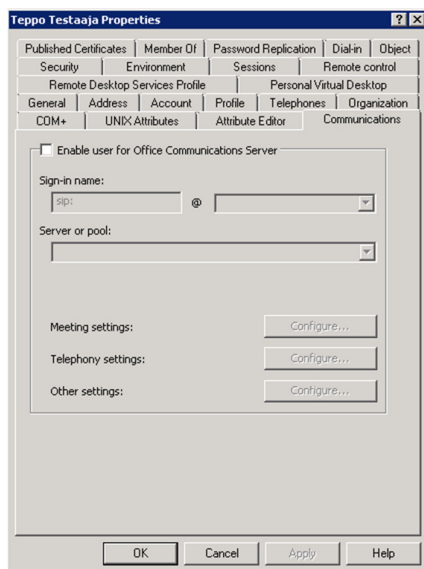 Teppo Testaaja Properties
Published Certificates Member Of Password Replication Dial-in Object
Security Environment Sessions Remote control
Remote Desktop Services Profile Personal Virtual Desktop
General Address Account Profile Telephones Organization
COM+ UNIX Attributes Attribute Editor Communications
Enable user for Office Communications Server
Sign-in name:
sip: @
Server or pool:
Meeting settings: Configure...
Telephony settings: Configure...
Other settings: Configure...
OK Cancel Apply Help